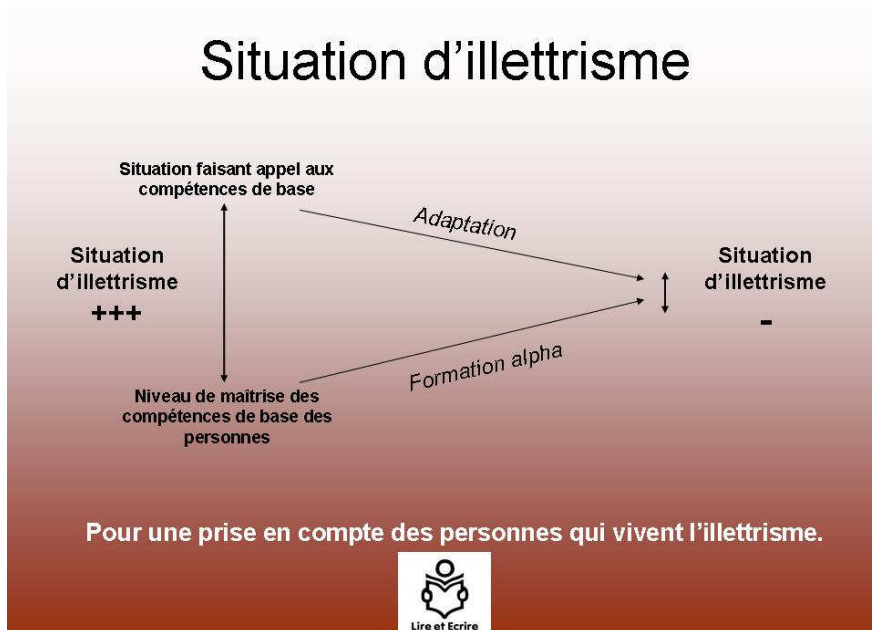 Situation d'illettrisme
Situation faisant appel aux
compétences de base
Adaptation
Situation
d'illettrisme
+++
Situation
d'illettrisme
-
Formation alpha
Niveau de maîtrise des
compétences de base des
personnes
Pour une prise en compte des personnes qui vivent l'illettrisme.
Lire et Ecrire